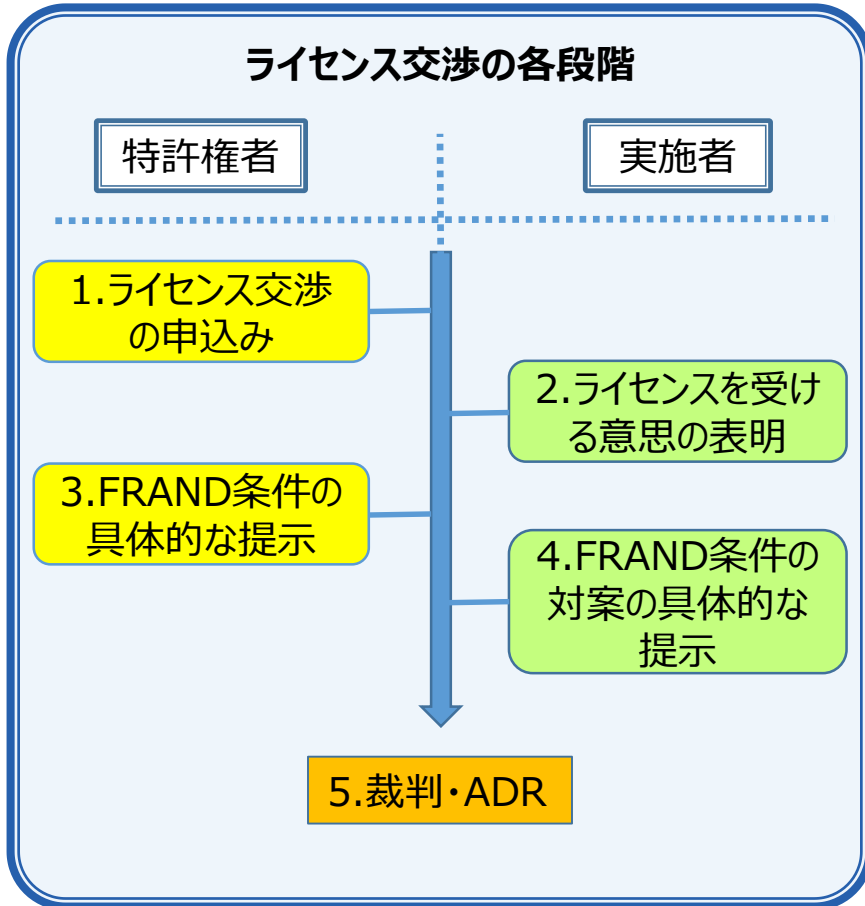 ライセンス交渉の各段階
特許権者
実施者
1.ライセンス交渉
の申込み
2.ライセンスを受け
る意思の表明
3.FRAND条件の
具体的な提示
4.FRAND条件の
対案の具体的な
提示
5.裁判・ADR